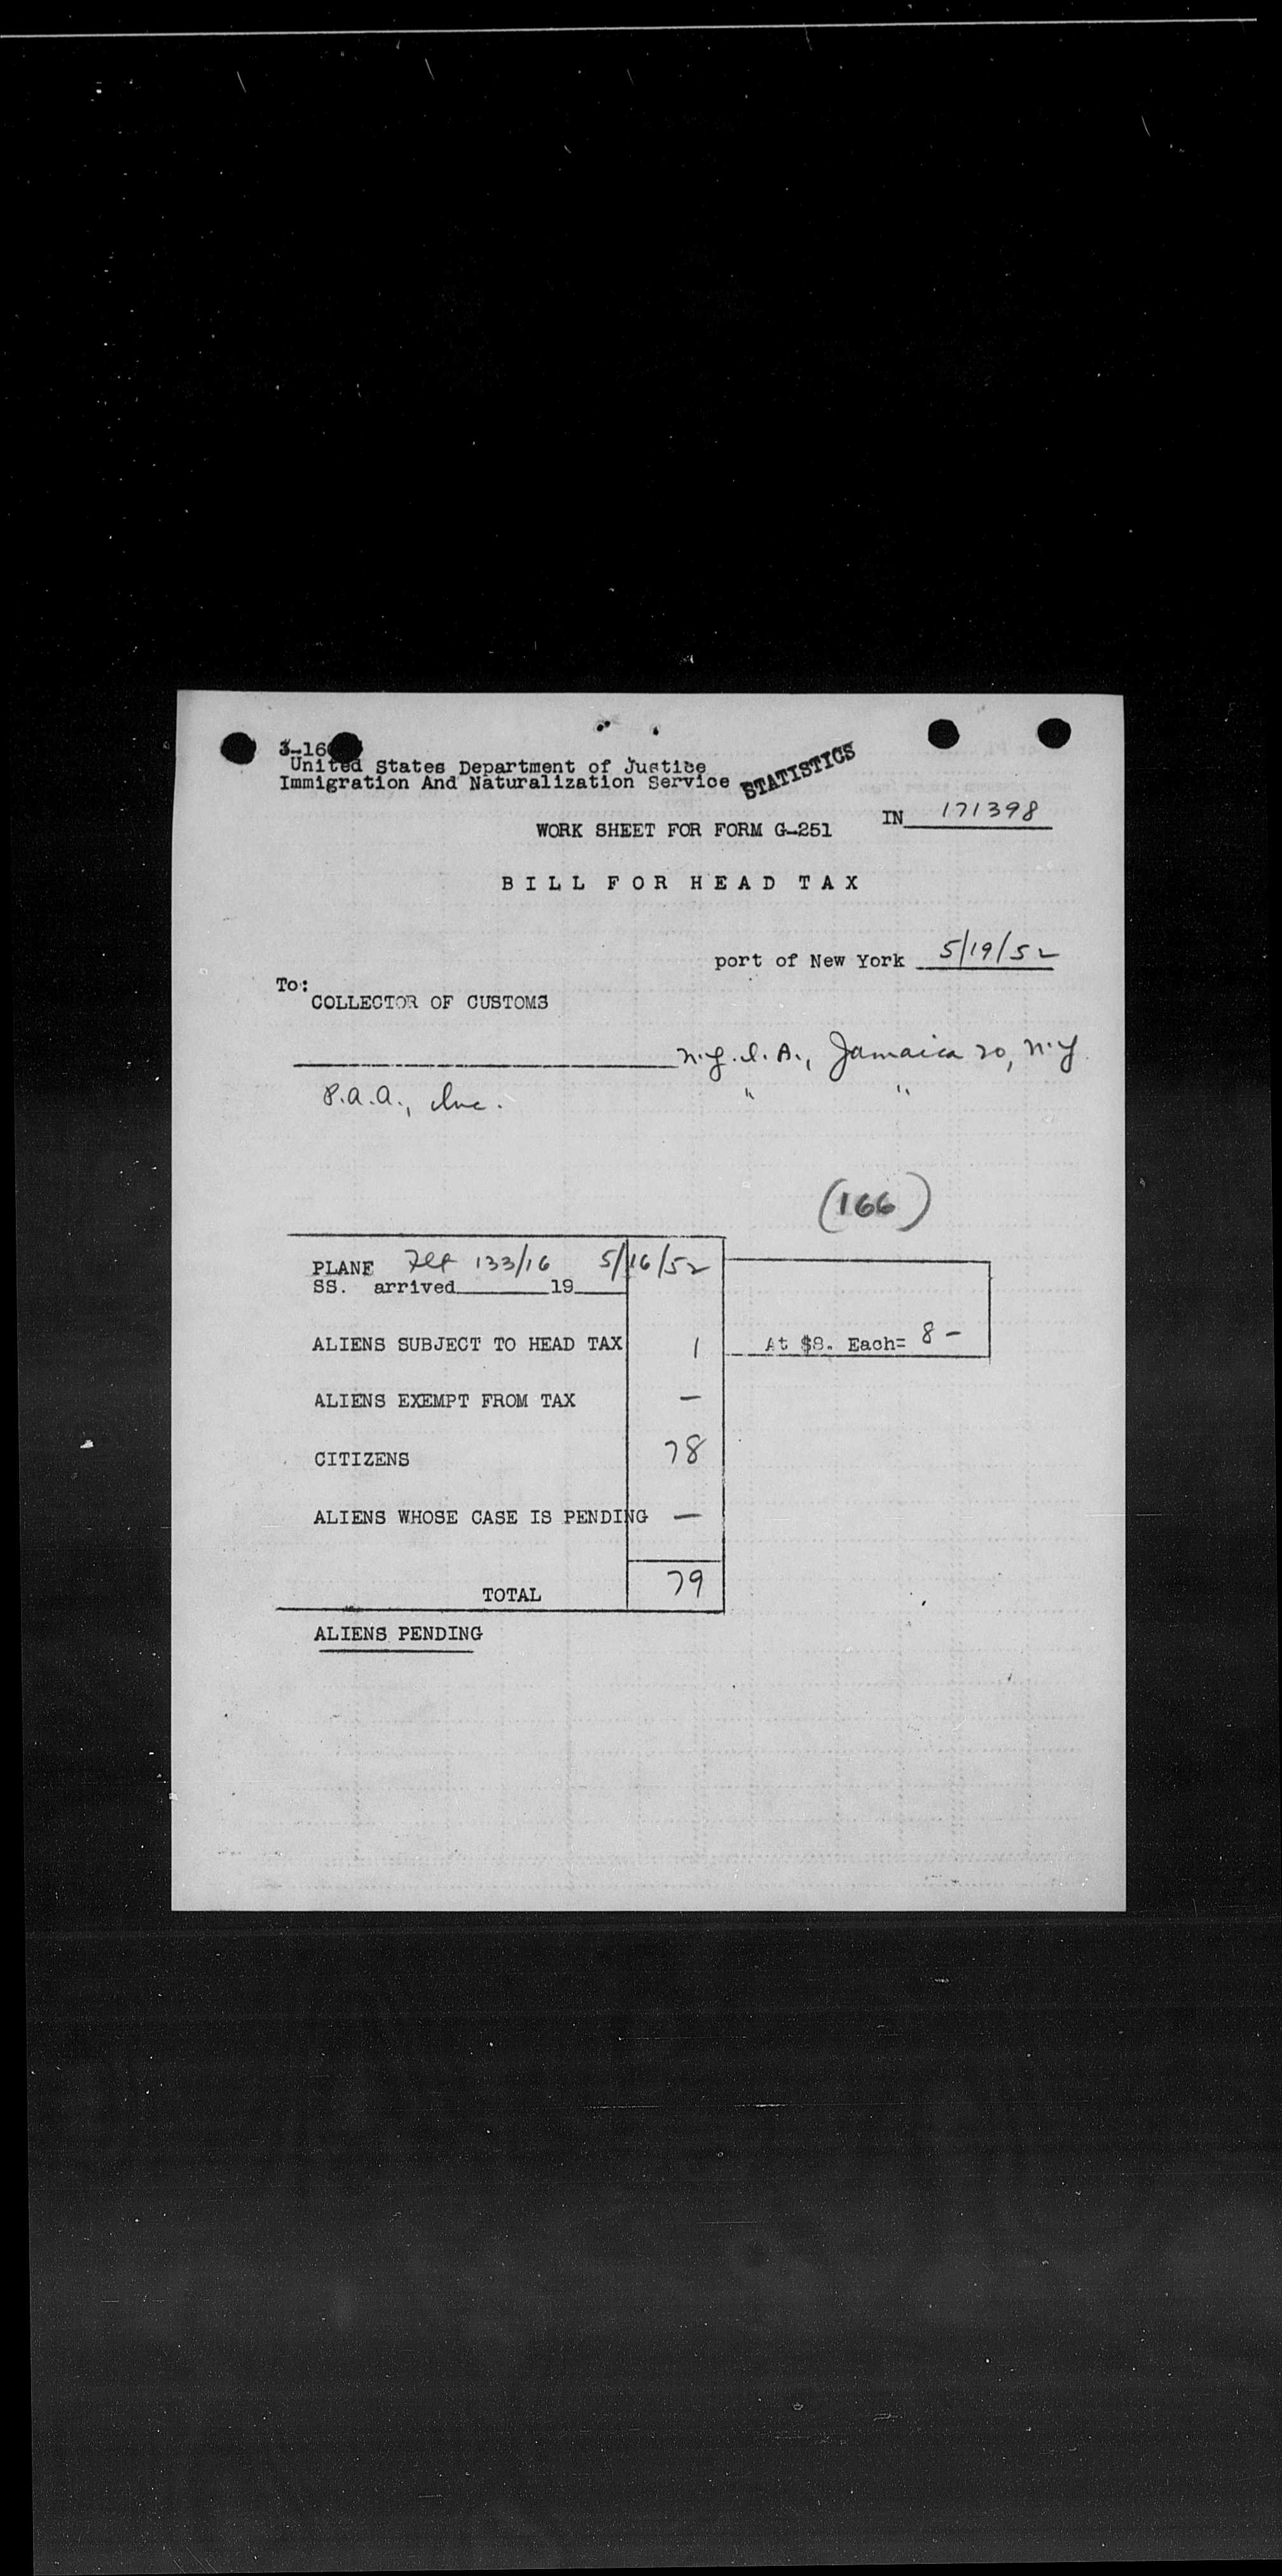 3-16
United States Department of Justice
Immigration And Naturalization Service STATISTICS
IN 171398
WORK SHEET FOR FORM G-251
BILL FOR HEAD TAX
port of New York 5/19/52
To:
COLLECTOR OF CUSTOMS
N.Y.I.A., Jamaica 20, N.Y.
P.A.A., Inc. " "
(166)
PLANE Flt 133/16 5/16/52
SS. arrived 19
ALIENS SUBJECT TO HEAD TAX 1 At $8. Each= 8 -
ALIENS EXEMPT FROM TAX —
CITIZENS 78
ALIENS WHOSE CASE IS PENDING —
TOTAL 79
ALIENS PENDING